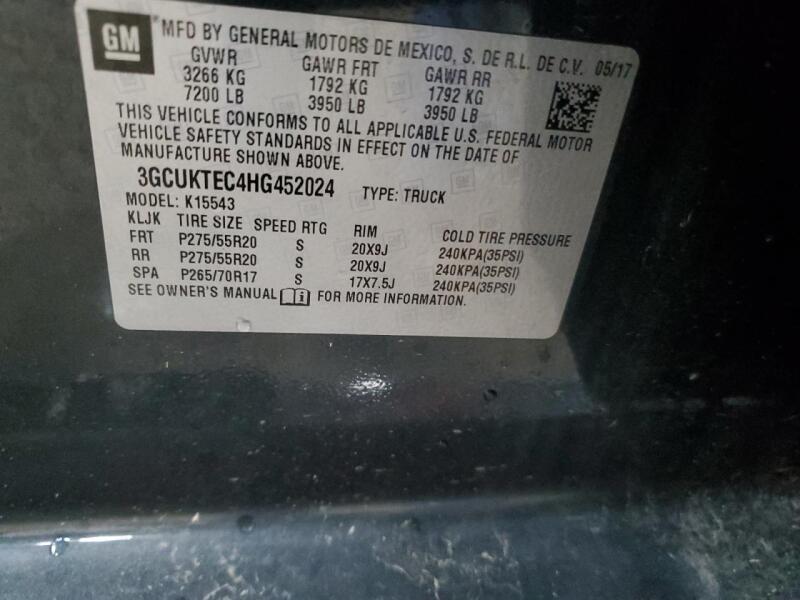 GM ® MFD BY GENERAL MOTORS DE MEXICO, S. DE R.L. DE C.V. 05/17
GVWR GAWR FRT GAWR RR
3266 KG 1792 KG 1792 KG
7200 LB 3950 LB 3950 LB
THIS VEHICLE CONFORMS TO ALL APPLICABLE U.S. FEDERAL MOTOR
VEHICLE SAFETY STANDARDS IN EFFECT ON THE DATE OF
MANUFACTURE SHOWN ABOVE.
3GCUKTEC4HG452024 TYPE: TRUCK
MODEL: K15543
KLJK TIRE SIZE SPEED RTG RIM COLD TIRE PRESSURE
FRT P275/55R20 S 20X9J 240KPA(35PSI)
RR P275/55R20 S 20X9J 240KPA(35PSI)
SPA P265/70R17 S 17X7.5J 240KPA(35PSI)
SEE OWNER'S MANUAL FOR MORE INFORMATION.